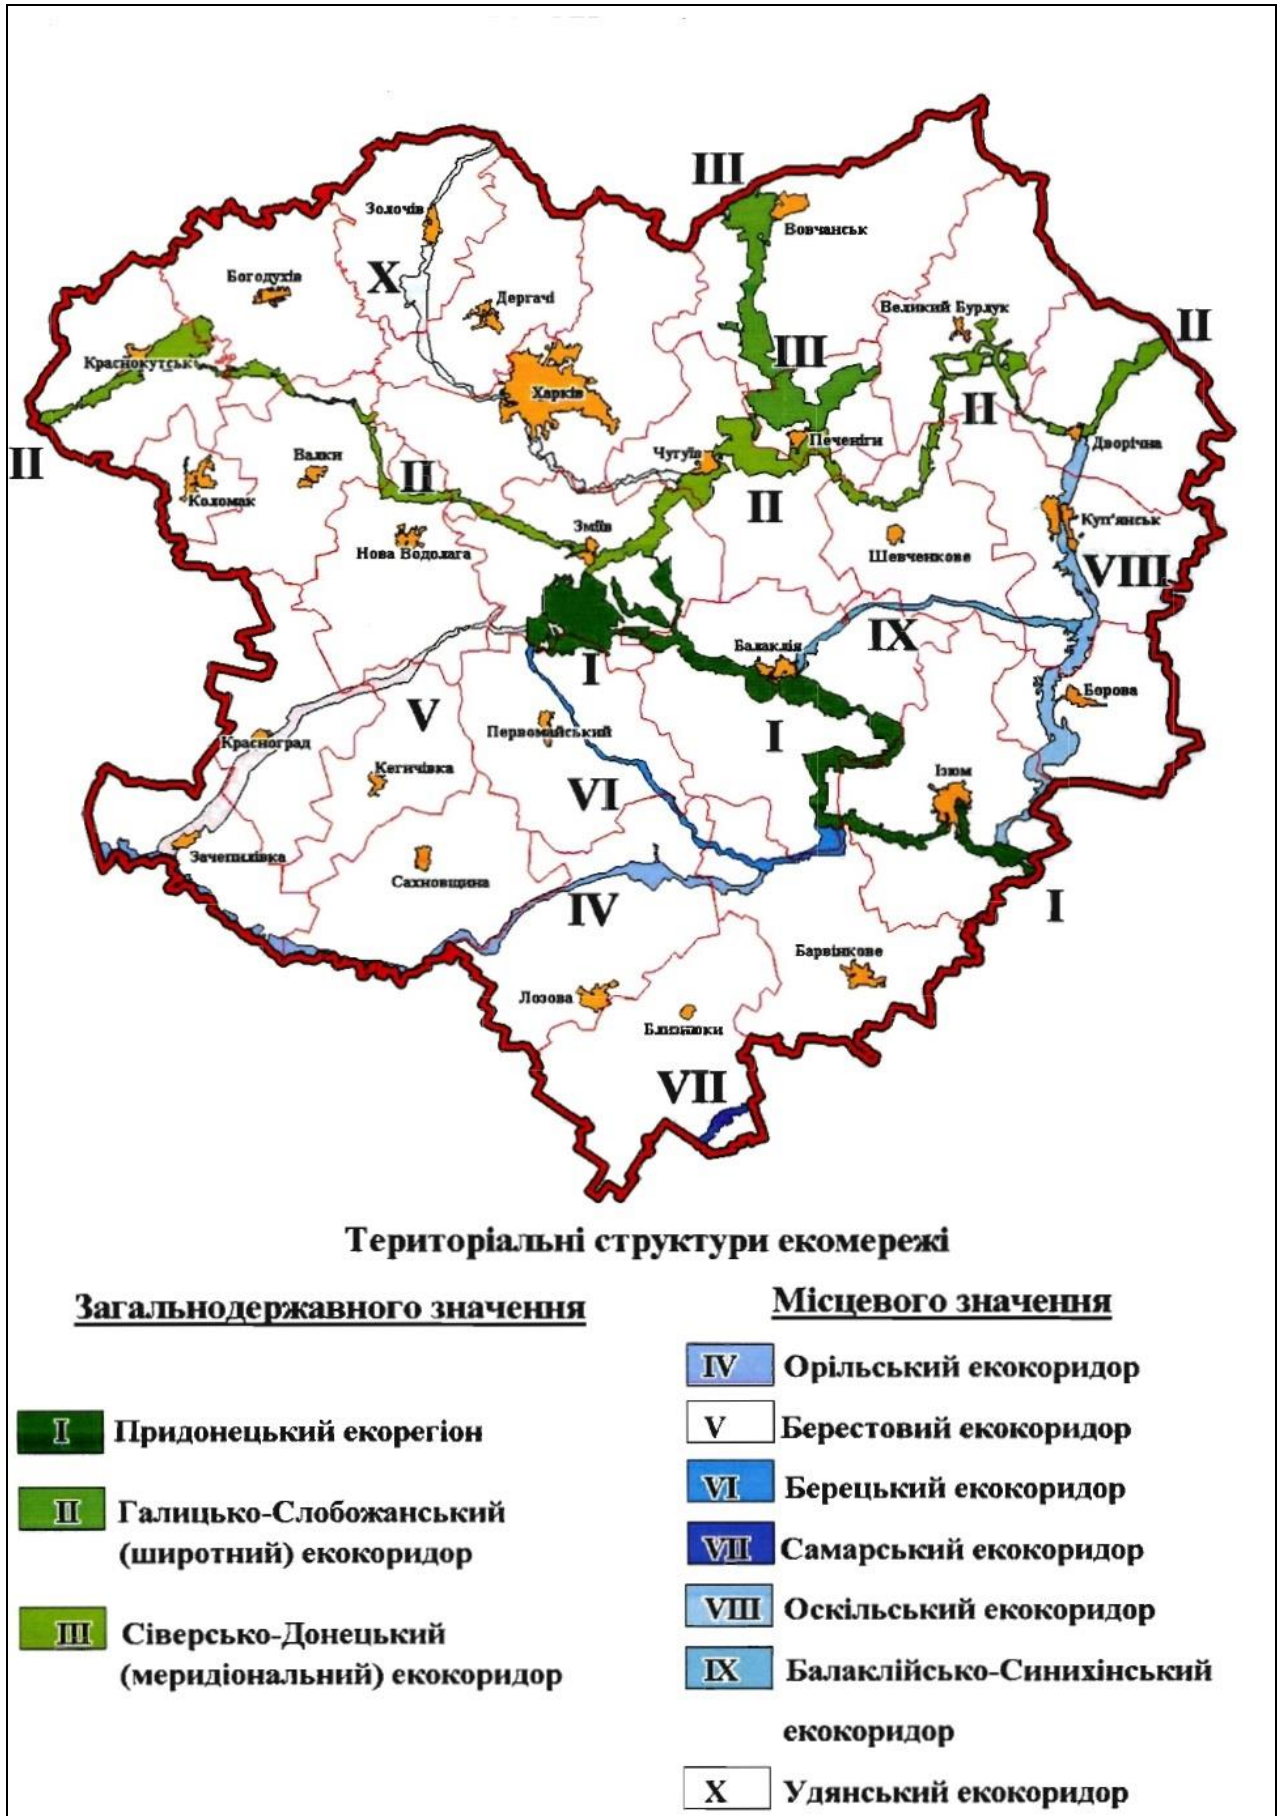 III
Золочів
Вовчанськ
Богодухів
X
Дергачі
Великий Бурлук
II
Краснокутськ
III
Харків
II
Печеніги
Дворічна
II
Валки
Чугуїв
II
Коломак
II
Куп'янськ
Зміїв
Нова Водолага
Шевченкове
VIII
IX
Балаклія
I
Борова
V
Первомайський
I
Красноград
Кегичівка
Ізюм
VI
Зачепилівка
Сахновщина
IV
I
Барвінкове
Лозова
Близнюки
VII
Територіальні структури екомережі
Загальнодержавного значення
I Придонецький екорегіон
II Галицько-Слобожанський
(широтний) екокоридор
III Сіверсько-Донецький
(меридіональний) екокоридор
Місцевого значення
IV Орільський екокоридор
V Берестовий екокоридор
VI Берецький екокоридор
VII Самарський екокоридор
VIII Оскільський екокоридор
IX Балаклійсько-Синихінський
екокоридор
X Удянський екокоридор